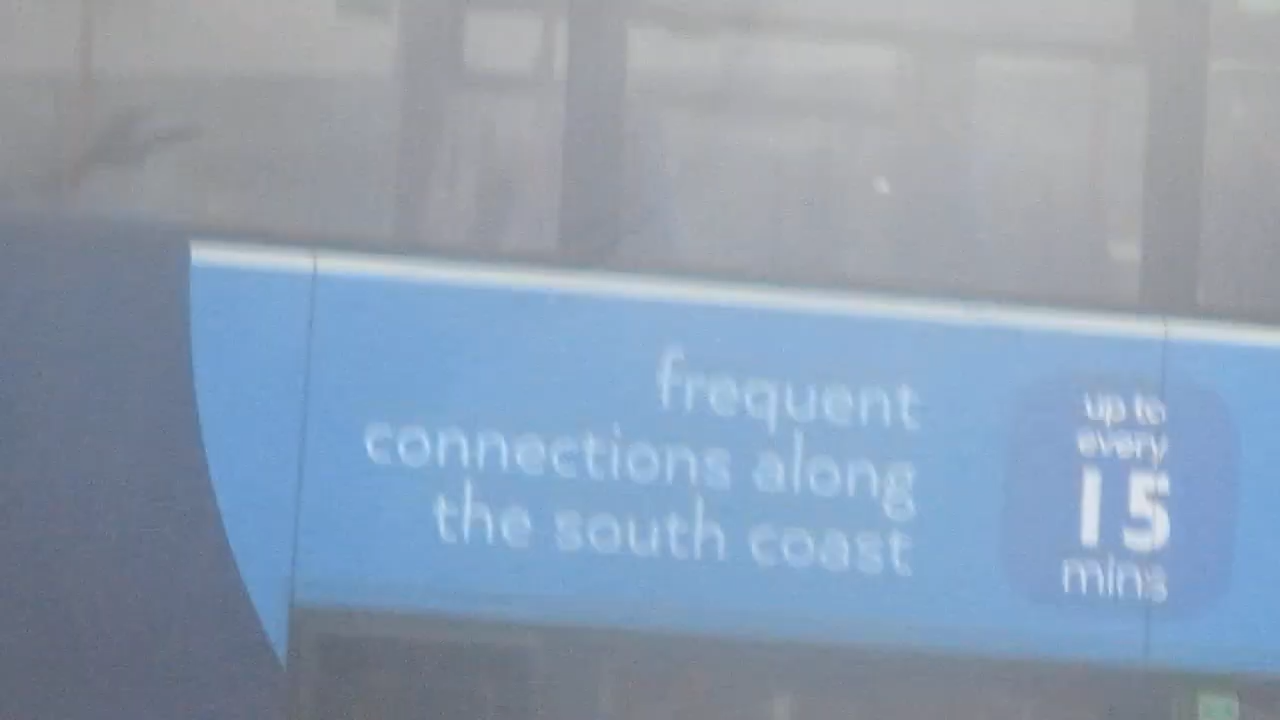 frequent
connections along
the south coast
up to
every
15
mins